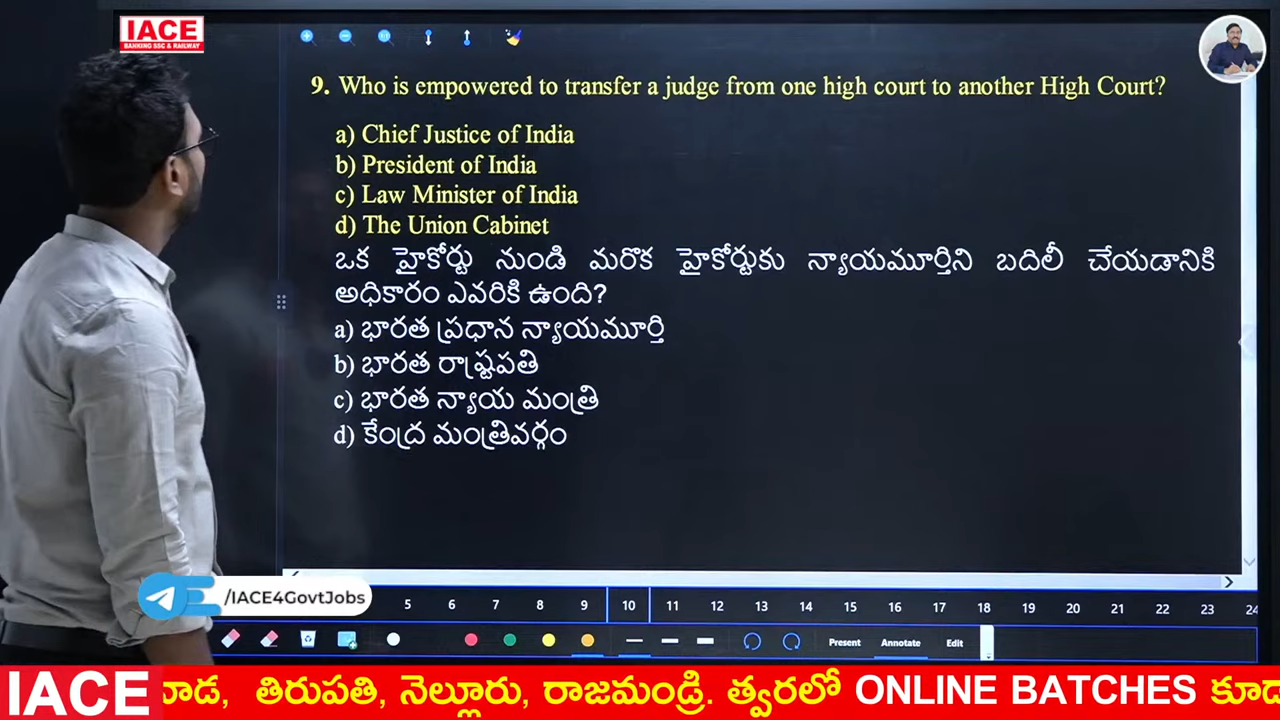 IACE
BANKING SSC & RAILWAY
9. Who is empowered to transfer a judge from one high court to another High Court?
a) Chief Justice of India
b) President of India
c) Law Minister of India
d) The Union Cabinet
ఒక హైకోర్టు నుండి మరొక హైకోర్టుకు న్యాయమూర్తిని బదిలీ చేయడానికి
అధికారం ఎవరికి ఉంది?
a) భారత ప్రధాన న్యాయమూర్తి
b) భారత రాష్ట్రపతి
c) భారత న్యాయ మంత్రి
d) కేంద్ర మంత్రివర్గం
/IACE4GovtJobs
5 6 7 8 9 10 11 12 13 14 15 16 17 18 19 20 21 22 23 24
Present Annotate Edit
IACE వాడ, తిరుపతి, నెల్లూరు, రాజమండ్రి. త్వరలో ONLINE BATCHES కూడ